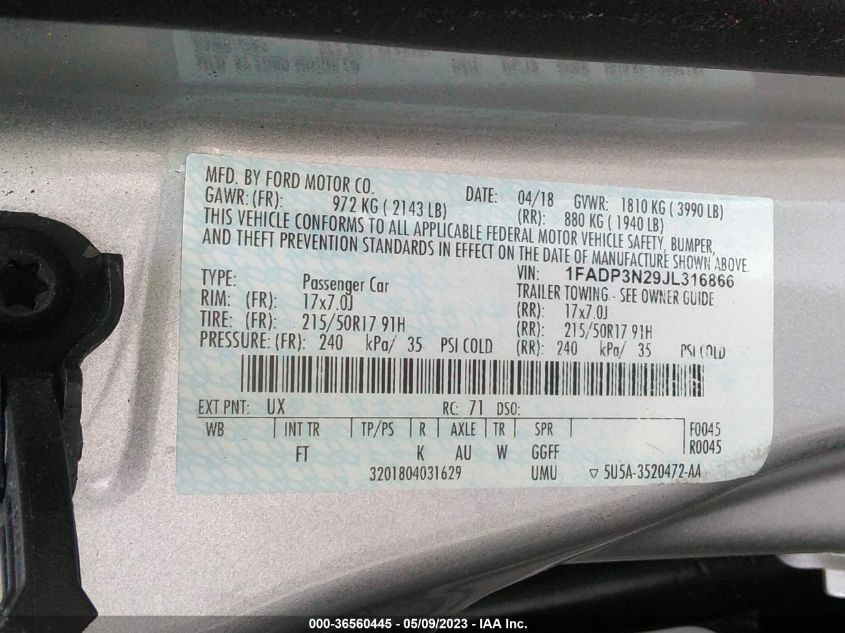 MFD. BY FORD MOTOR CO. DATE: 04/18 GVWR: 1810 KG ( 3990 LB)
GAWR:(FR): 972 KG ( 2143 LB) (RR): 880 KG ( 1940 LB)
THIS VEHICLE CONFORMS TO ALL APPLICABLE FEDERAL MOTOR VEHICLE SAFETY, BUMPER,
AND THEFT PREVENTION STANDARDS IN EFFECT ON THE DATE OF MANUFACTURE SHOWN ABOVE.
VIN: 1FADP3N29JL316866
TYPE: Passenger Car TRAILER TOWING - SEE OWNER GUIDE
RIM: (FR): 17x7.0J (RR): 17x7.0J
TIRE: (FR): 215/50R17 91H (RR): 215/50R17 91H
PRESSURE:(FR): 240 kPa/ 35 PSI COLD (RR): 240 kPa/ 35 PSI COLD
EXT PNT: UX RC: 71 DSO:
WB INT TR TP/PS R AXLE TR SPR F0045
FT K AU W GGFF R0045
3201804031629 UMU ▽ 5U5A-3520472-AA
000-36560445 - 05/09/2023 - IAA Inc.